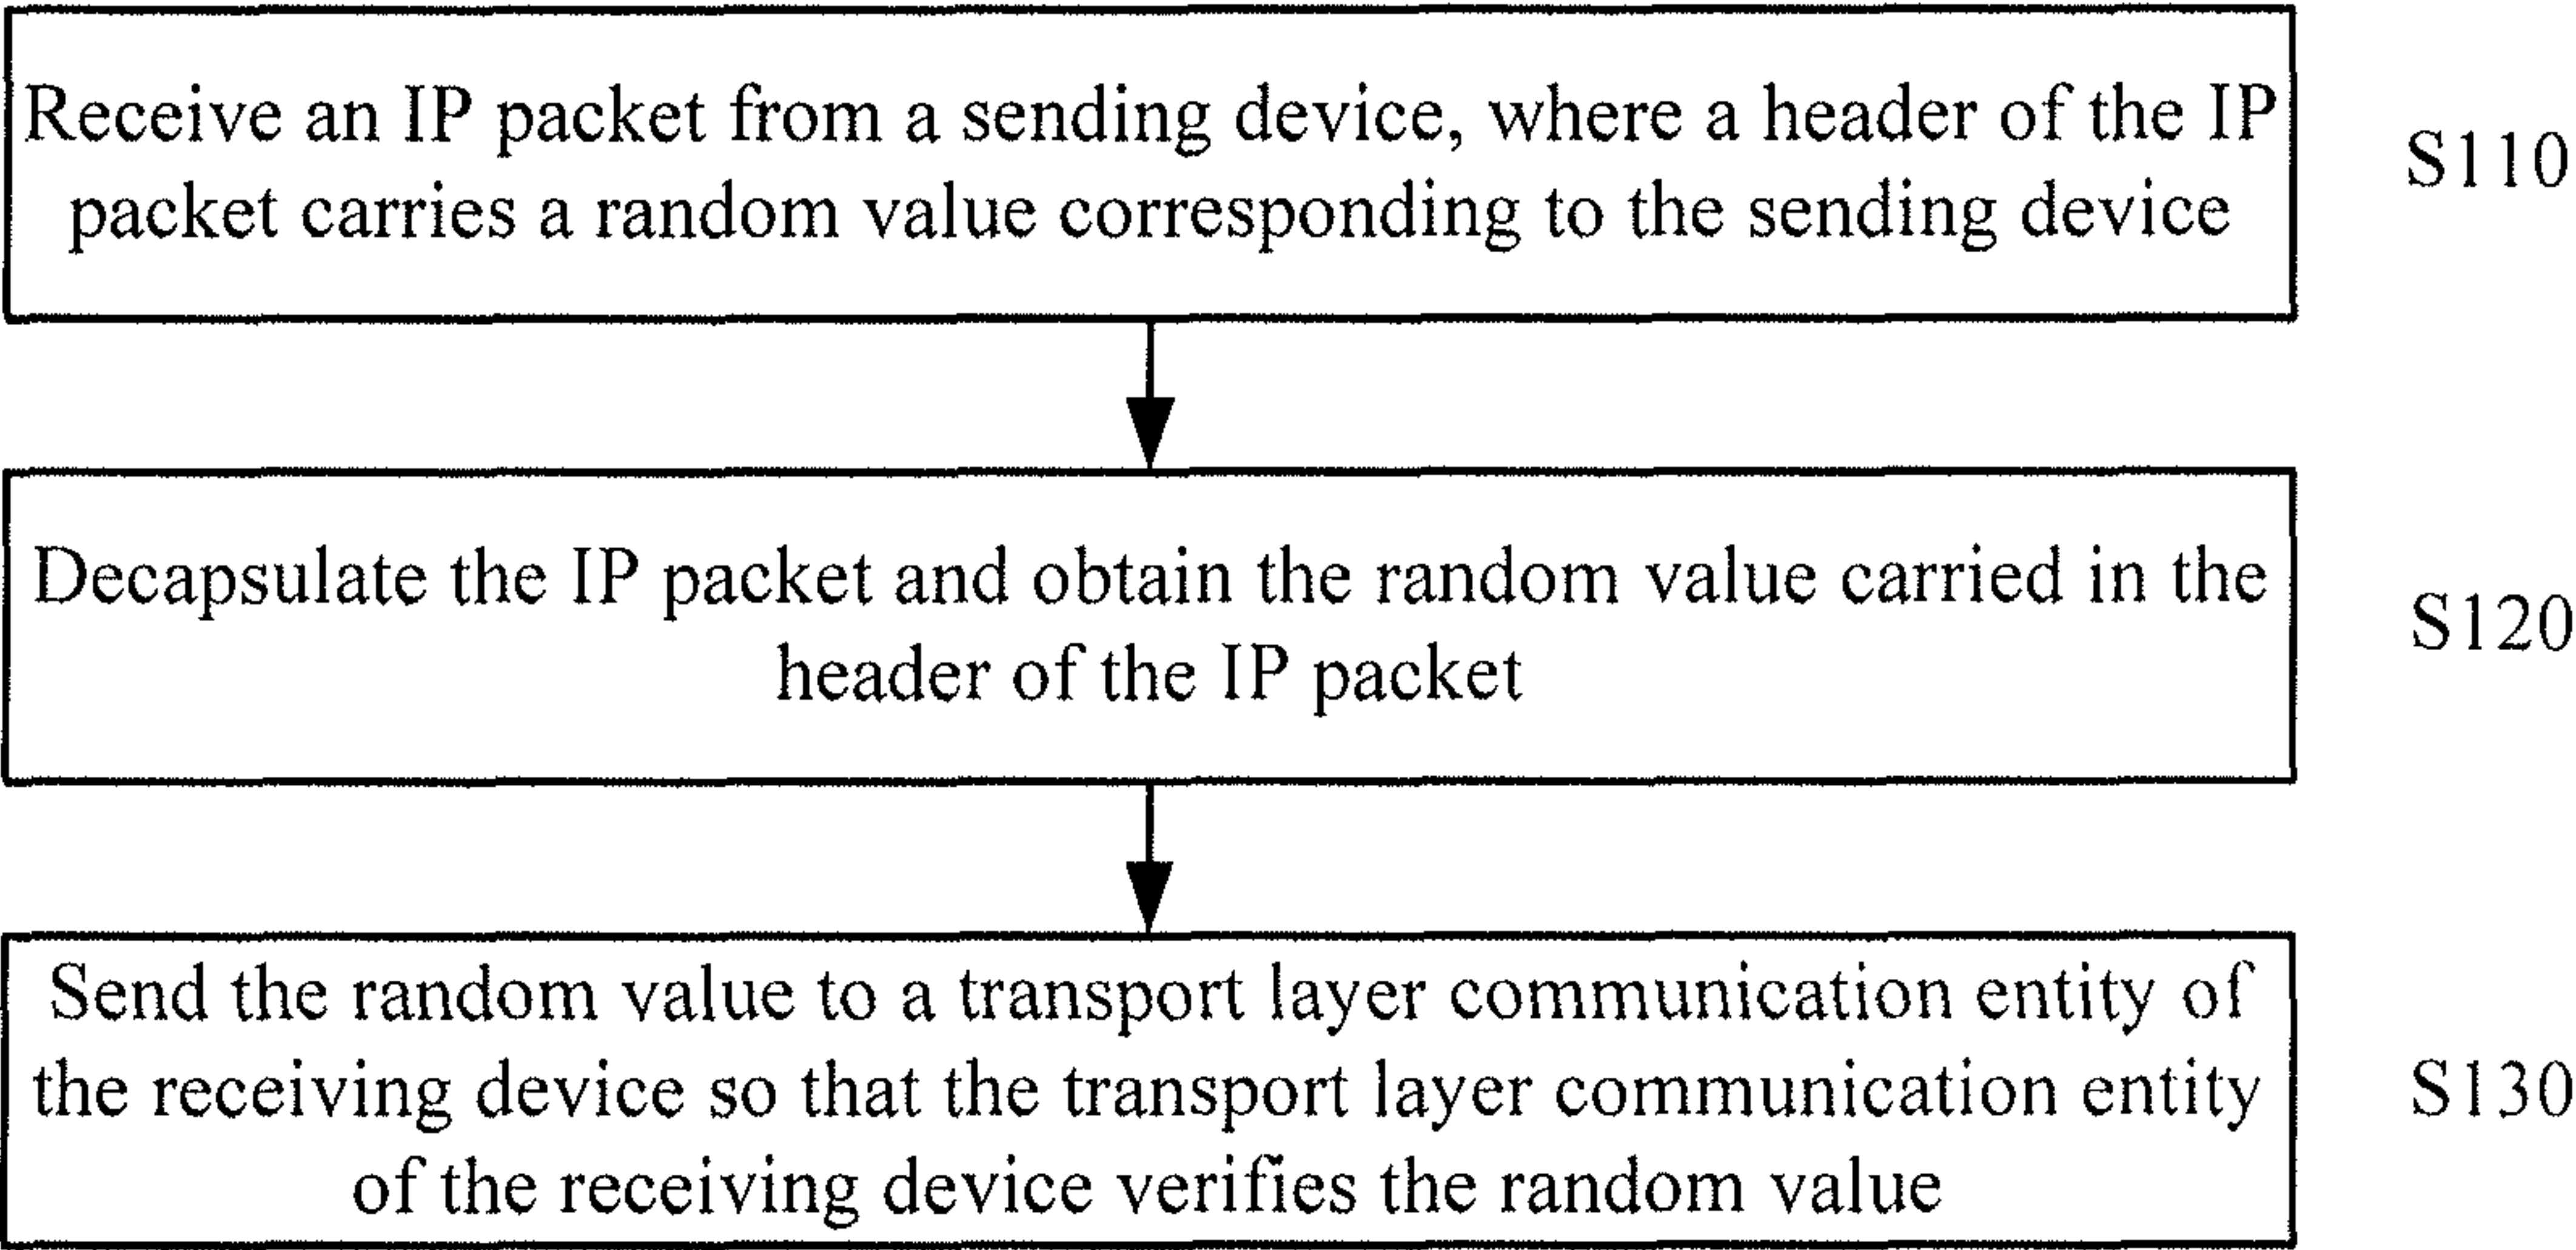 Receive an IP packet from a sending device, where a header of the IP
packet carries a random value corresponding to the sending device
S110
Decapsulate the IP packet and obtain the random value carried in the
header of the IP packet
S120
Send the random value to a transport layer communication entity of
the receiving device so that the transport layer communication entity
of the receiving device verifies the random value
S130